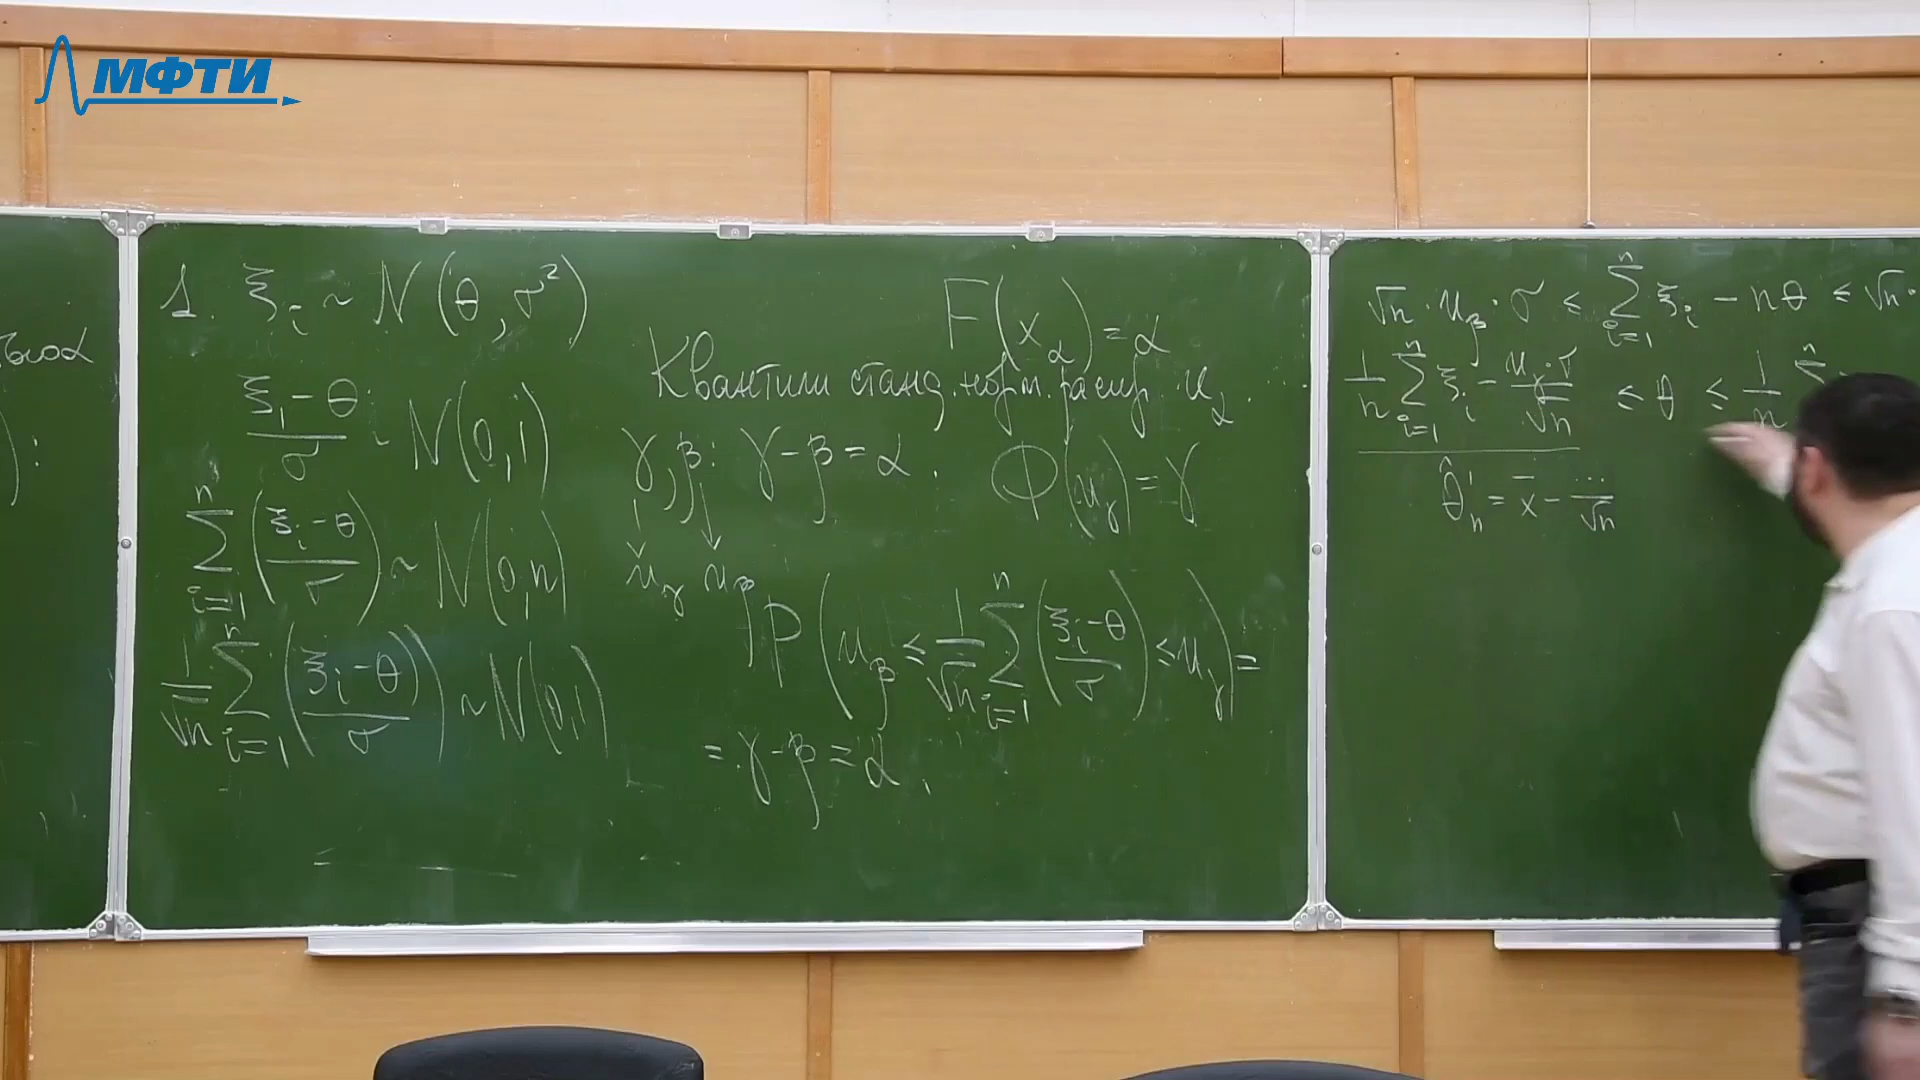 МФТИ
1. ξ_i ~ N(θ, σ²)
(ξ_1 − θ)/σ ~ N(0,1)
∑_{i=1}^{n} ((ξ_i − θ)/σ) ~ N(0,n)
1/√n ∑_{i=1}^{n} ((ξ_i − θ)/σ) ~ N(0,1)
F(x_α) = α
Квантили станд. норм. распр. u_α.
γ, β: γ − β = α. Φ(u_γ) = γ
u_γ u_β
P(u_β ≤ 1/√n ∑_{i=1}^{n} ((ξ_i − θ)/σ) ≤ u_γ) =
= γ − β = α.
√n · u_β · σ ≤ ∑_{i=1}^{n} ξ_i − nθ ≤ √n ·
1/n ∑_{i=1}^{n} ξ_i − (u_γ · σ)/√n ≤ θ ≤ 1/n
θ̂'_n = x̄ − .../√n